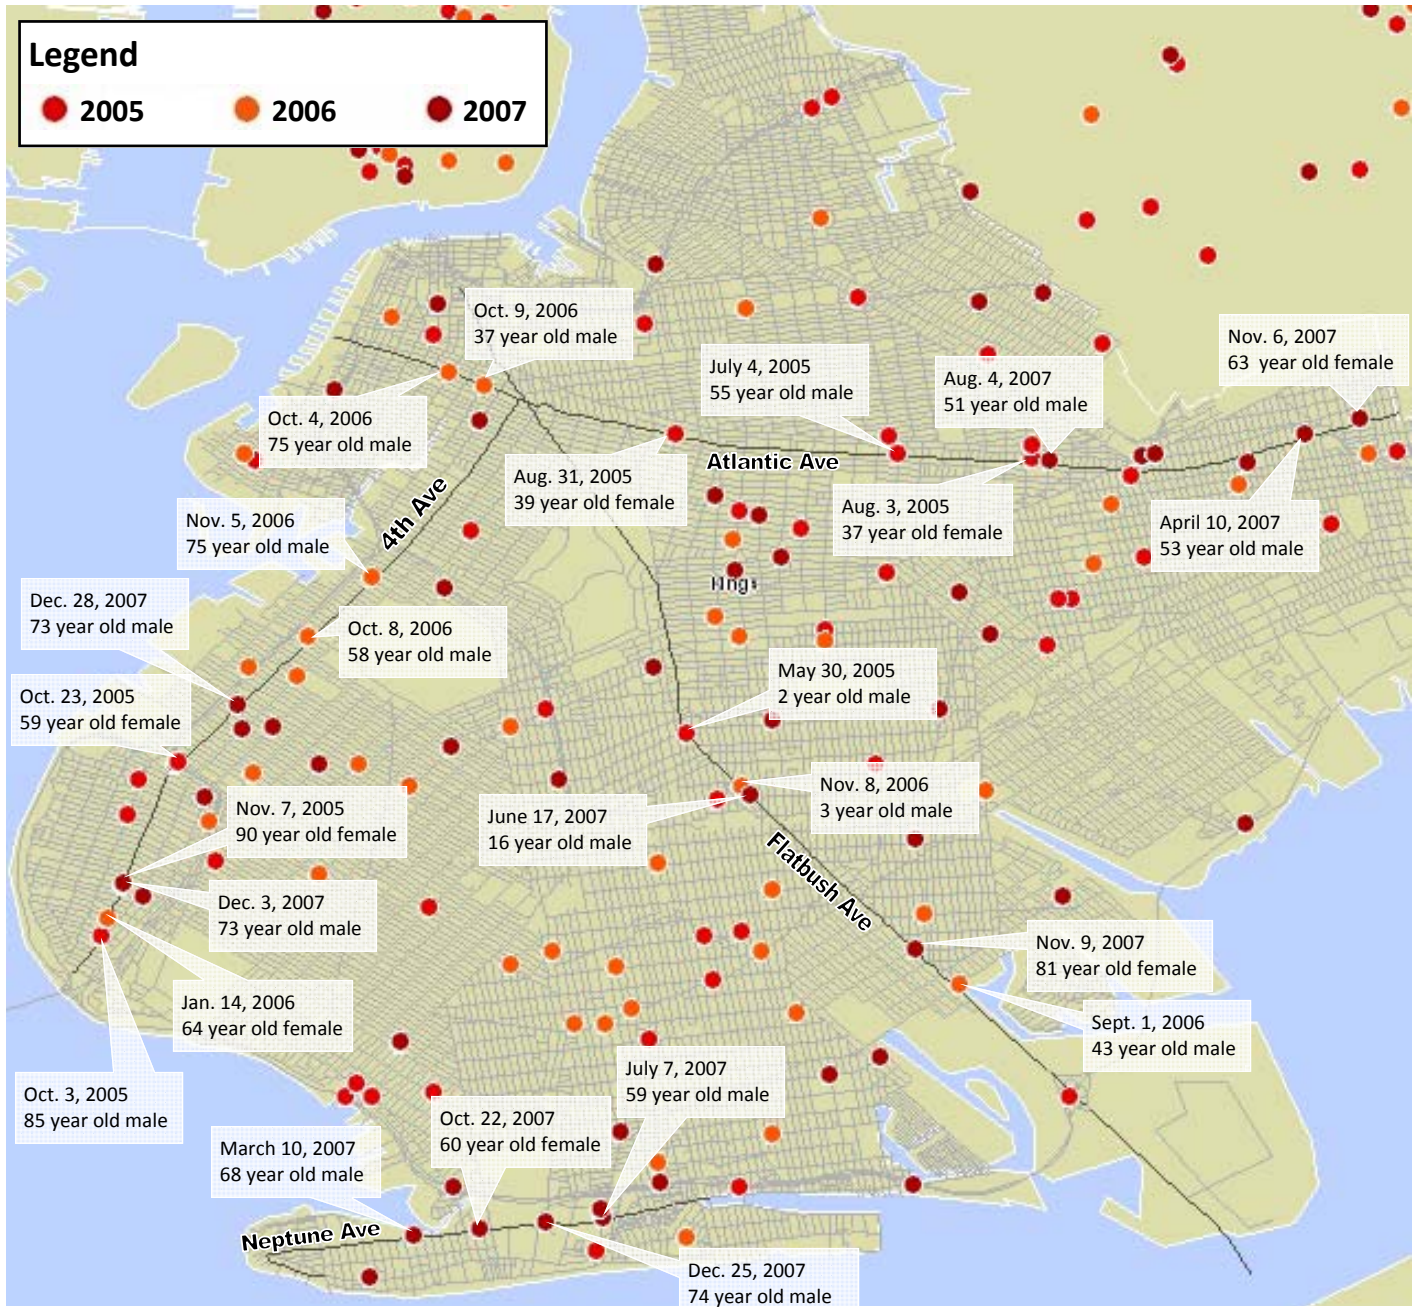 Legend
2005 2006 2007
Oct. 9, 2006
37 year old male
Nov. 6, 2007
63 year old female
July 4, 2005
55 year old male
Aug. 4, 2007
51 year old male
Oct. 4, 2006
75 year old male
Atlantic Ave
Aug. 31, 2005
39 year old female
4th Ave
Aug. 3, 2005
37 year old female
April 10, 2007
53 year old male
Nov. 5, 2006
75 year old male
Kings
Dec. 28, 2007
73 year old male
Oct. 8, 2006
58 year old male
May 30, 2005
2 year old male
Oct. 23, 2005
59 year old female
Nov. 8, 2006
3 year old male
Nov. 7, 2005
90 year old female
June 17, 2007
16 year old male
Flatbush Ave
Dec. 3, 2007
73 year old male
Nov. 9, 2007
81 year old female
Jan. 14, 2006
64 year old female
Sept. 1, 2006
43 year old male
July 7, 2007
59 year old male
Oct. 3, 2005
85 year old male
Oct. 22, 2007
60 year old female
March 10, 2007
68 year old male
Neptune Ave
Dec. 25, 2007
74 year old male